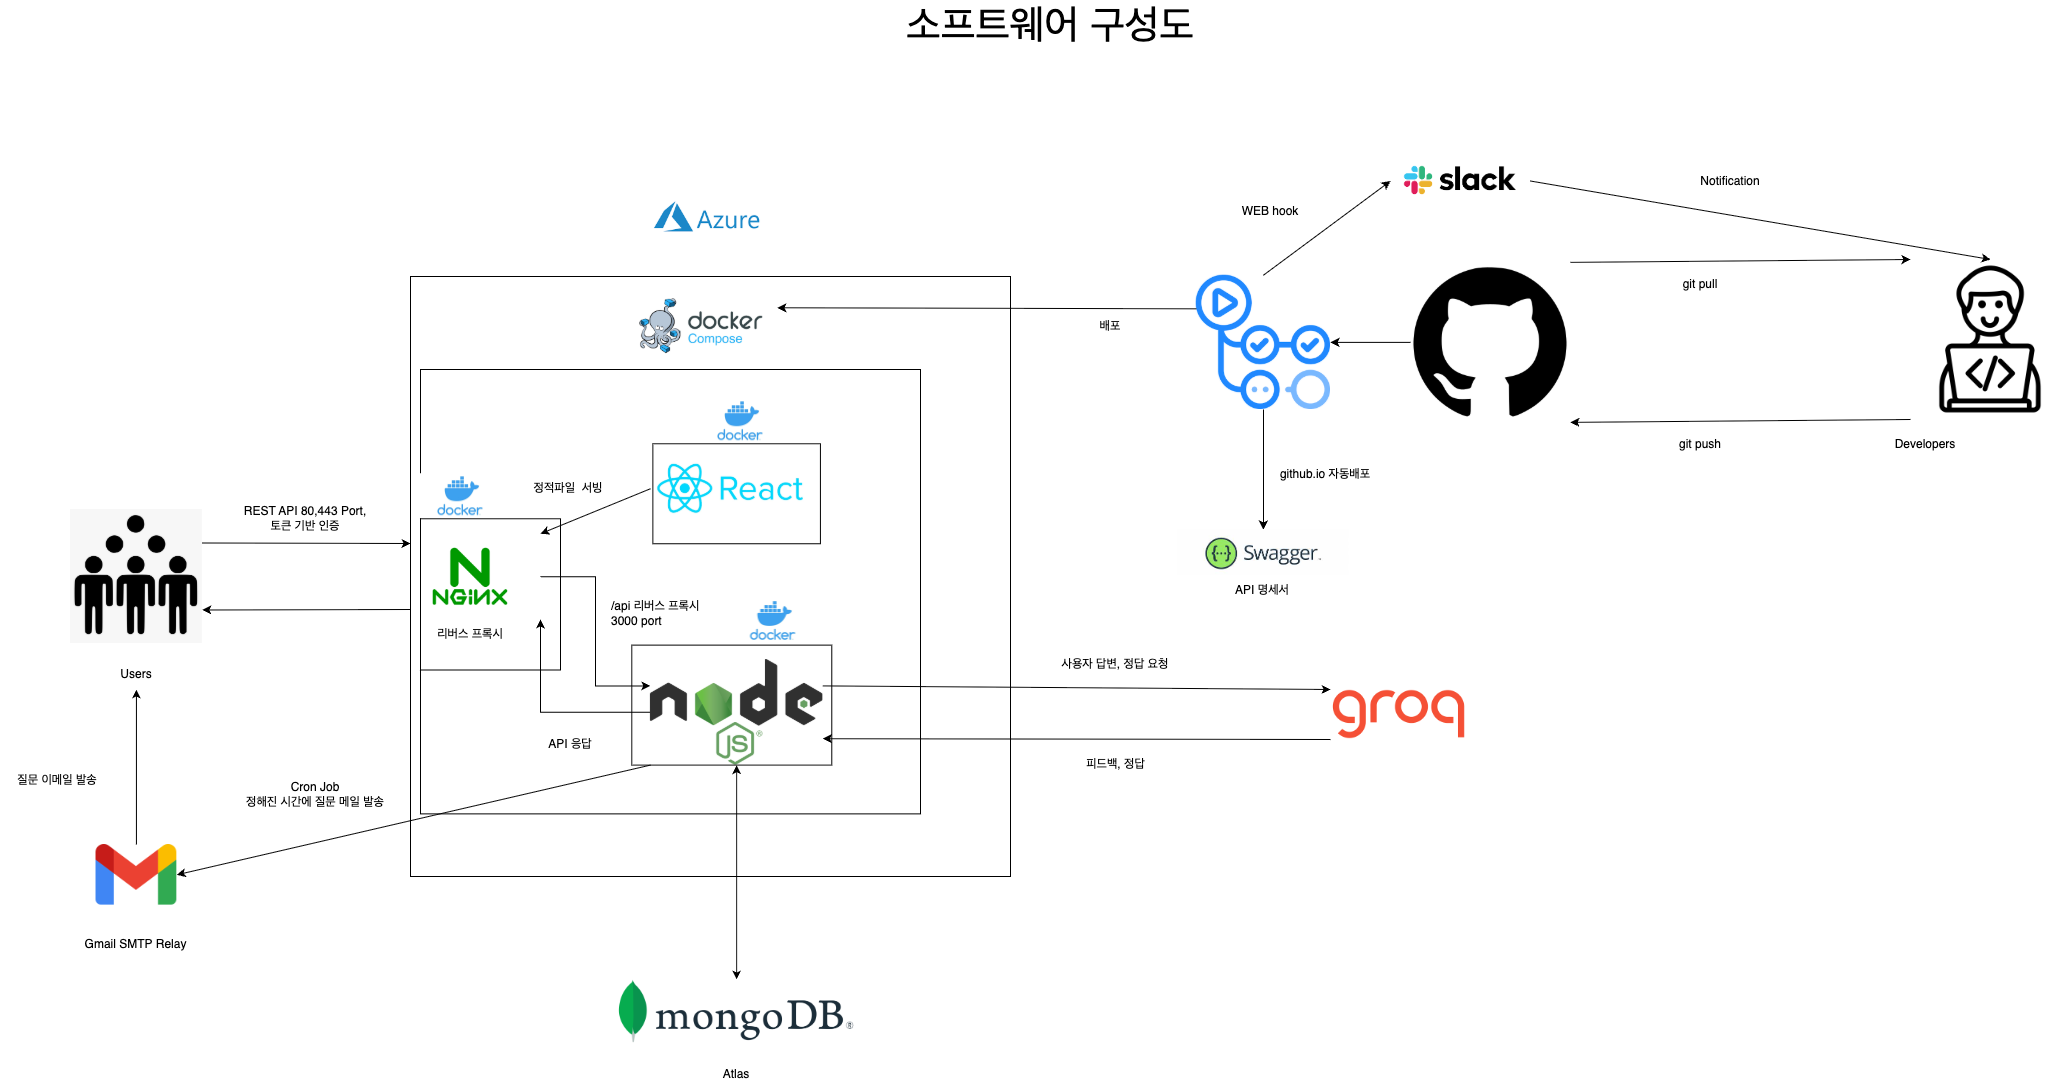 소프트웨어 구성도
slack
Notification
WEB hook
Azure
git pull
docker
Compose
배포
docker
git push
Developers
React
github.io 자동배포
정적파일 서빙
docker
REST API 80,443 Port,
토큰 기반 인증
Swagger.
NGINX
API 명세서
/api 리버스 프록시
3000 port
docker
리버스 프록시
사용자 답변, 정답 요청
Users
node
JS
®
groq
API 응답
피드백, 정답
질문 이메일 발송
Cron Job
정해진 시간에 질문 메일 발송
Gmail SMTP Relay
mongoDB®
Atlas